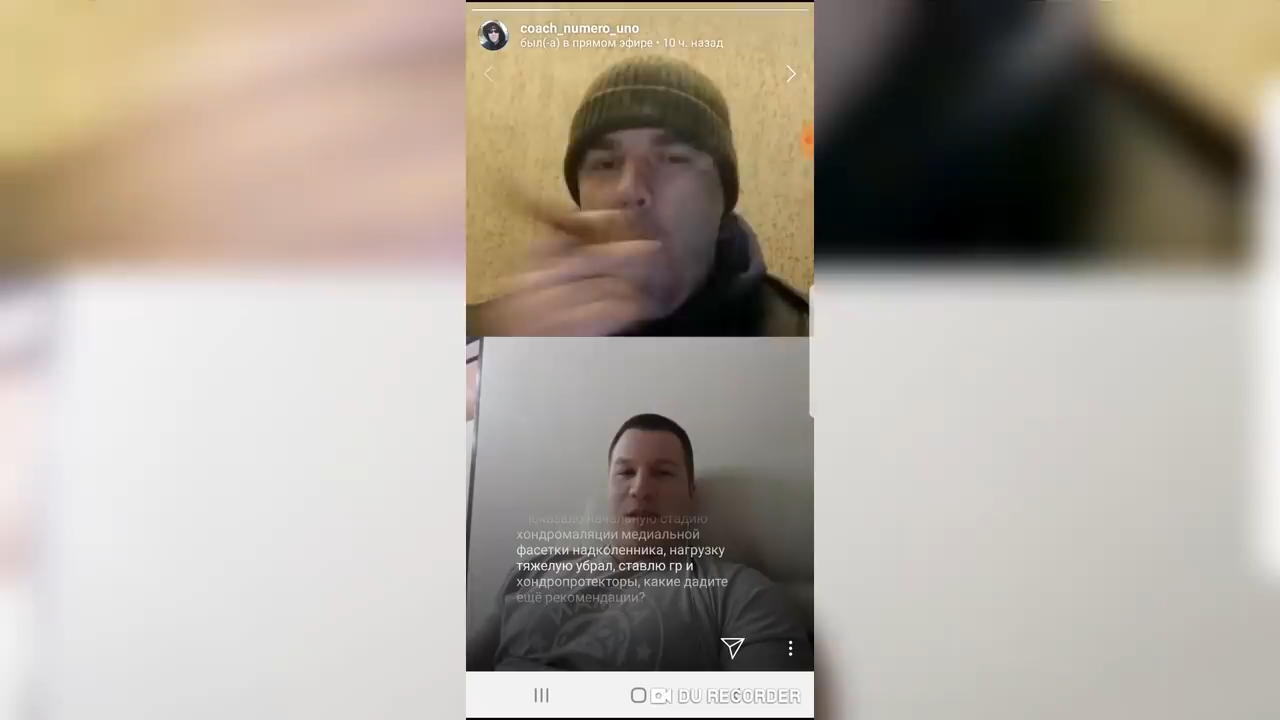 coach_numero_uno
был(-а) в прямом эфире • 10 ч. назад
показало начальную стадию
хондромаляции медиальной
фасетки надколенника, нагрузку
тяжелую убрал, ставлю гр и
хондропротекторы, какие дадите
ещё рекомендации?
DU RECORDER